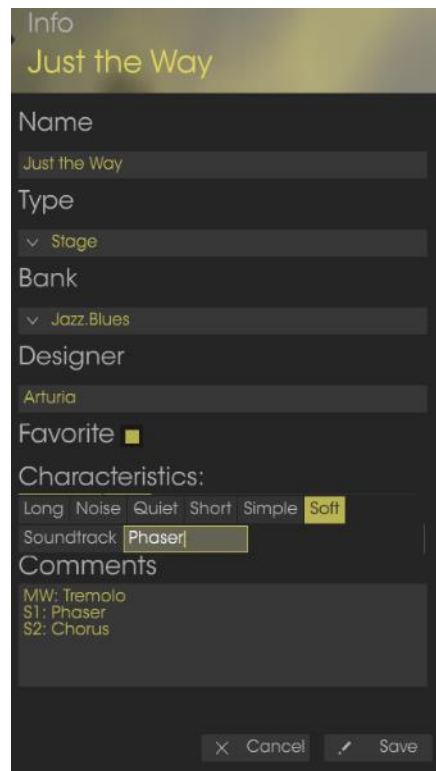 Info
Just the Way
Name
Just the Way
Type
Stage
Bank
Jazz.Blues
Designer
Arturia
Favorite
Characteristics:
Long Noise Quiet Short Simple Soft
Soundtrack Phaser
Comments
MW: Tremolo
S1: Phaser
S2: Chorus
Cancel Save